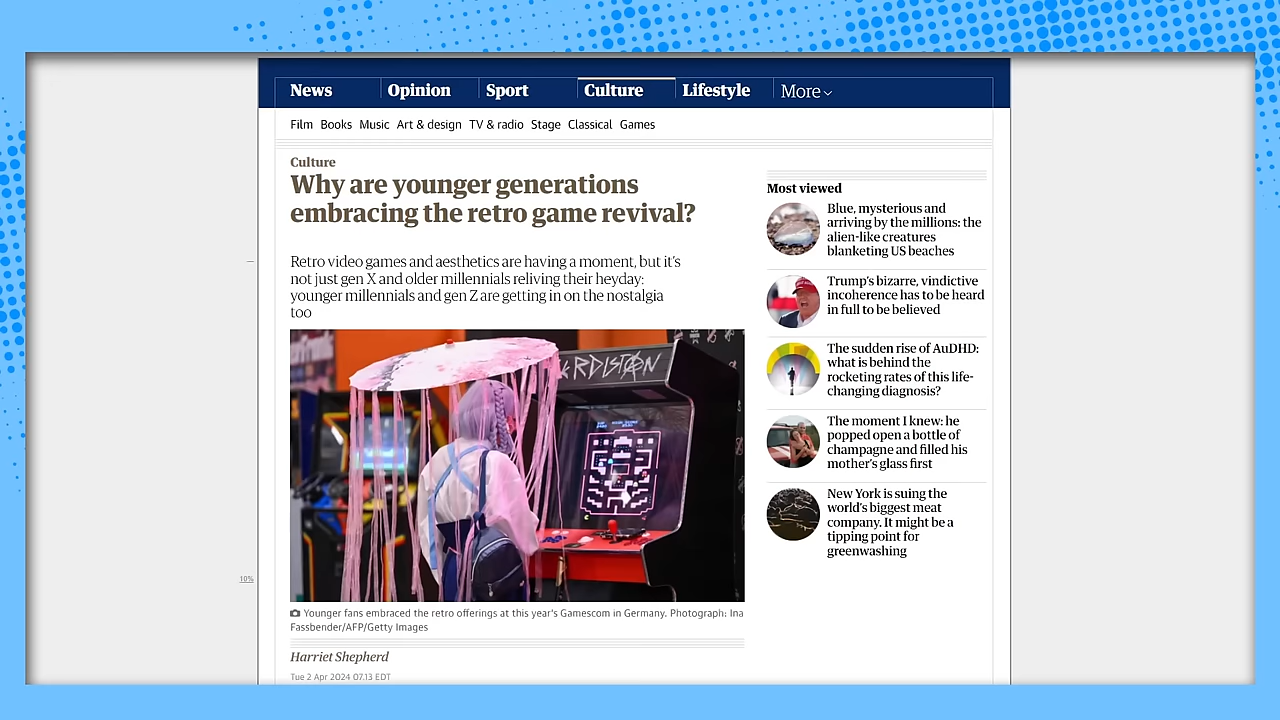 News Opinion Sport Culture Lifestyle More
Film Books Music Art & design TV & radio Stage Classical Games
Culture
Why are younger generations
embracing the retro game revival?
Retro video games and aesthetics are having a moment, but it's
not just gen X and older millennials reliving their heyday:
younger millennials and gen Z are getting in on the nostalgia
too
ERDISTAN
Younger fans embraced the retro offerings at this year's Gamescom in Germany. Photograph: Ina
Fassbender/AFP/Getty Images
Harriet Shepherd
Tue 2 Apr 2024 07.13 EDT
10%
Most viewed
Blue, mysterious and
arriving by the millions: the
alien-like creatures
blanketing US beaches
Trump's bizarre, vindictive
incoherence has to be heard
in full to be believed
The sudden rise of AuDHD:
what is behind the
rocketing rates of this life-
changing diagnosis?
The moment I knew: he
popped open a bottle of
champagne and filled his
mother's glass first
New York is suing the
world's biggest meat
company. It might be a
tipping point for
greenwashing